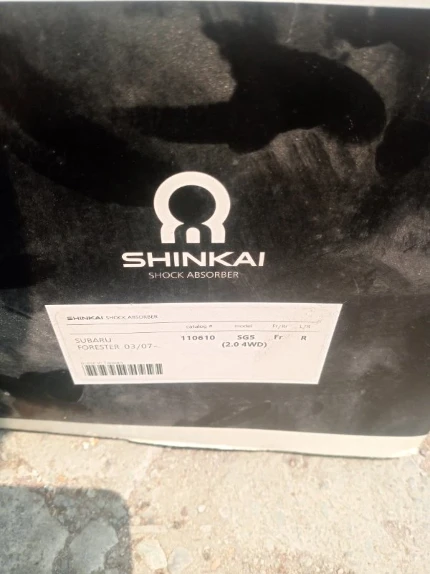 SHINKAI
SHOCK ABSORBER
SHINKAI SHOCK ABSORBER
catalog # model Fr/Rr L/R
SUBARU 110610 SG5 Fr R
FORESTER 03/07-. (2.0 4WD)